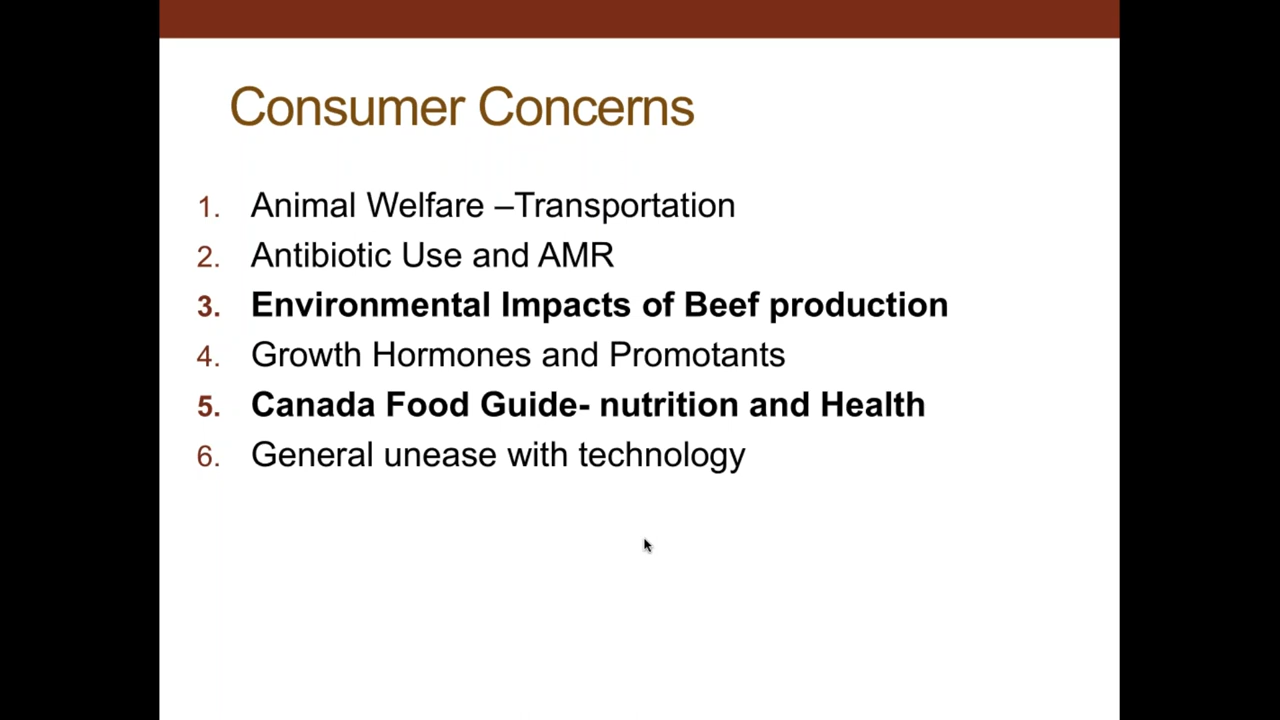 Consumer Concerns
1. Animal Welfare –Transportation
2. Antibiotic Use and AMR
3. Environmental Impacts of Beef production
4. Growth Hormones and Promotants
5. Canada Food Guide- nutrition and Health
6. General unease with technology